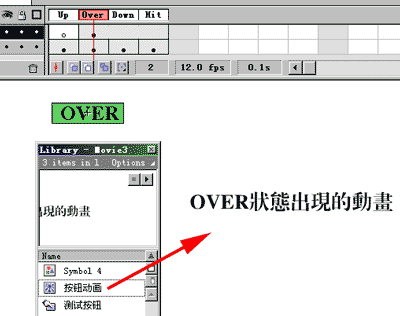 Up Over Down Hit
2 12.0 fps 0.1s
OVER
Library - Movie3
3 items in l Options
現的動畫
OVER狀態出現的動畫
Name
Symbol 4
按钮动画
测试按钮